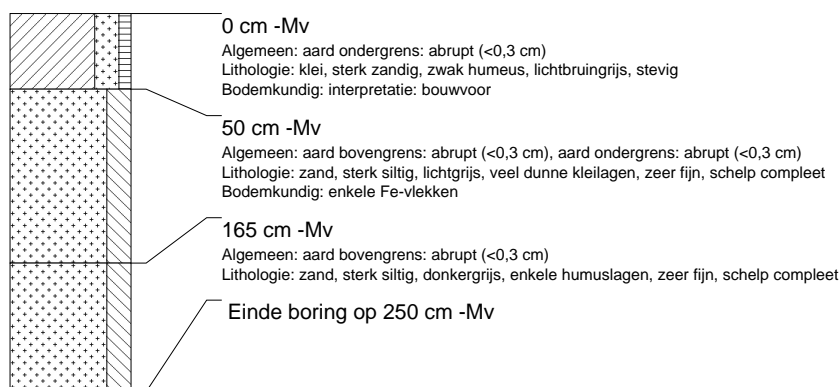 0 cm -Mv
Algemeen: aard ondergrens: abrupt (<0,3 cm)
Lithologie: klei, sterk zandig, zwak humeus, lichtbruingrijs, stevig
Bodemkundig: interpretatie: bouwvoor
50 cm -Mv
Algemeen: aard bovengrens: abrupt (<0,3 cm), aard ondergrens: abrupt (<0,3 cm)
Lithologie: zand, sterk siltig, lichtgrijs, veel dunne kleilagen, zeer fijn, schelp compleet
Bodemkundig: enkele Fe-vlekken
165 cm -Mv
Algemeen: aard bovengrens: abrupt (<0,3 cm)
Lithologie: zand, sterk siltig, donkergrijs, enkele humuslagen, zeer fijn, schelp compleet
Einde boring op 250 cm -Mv